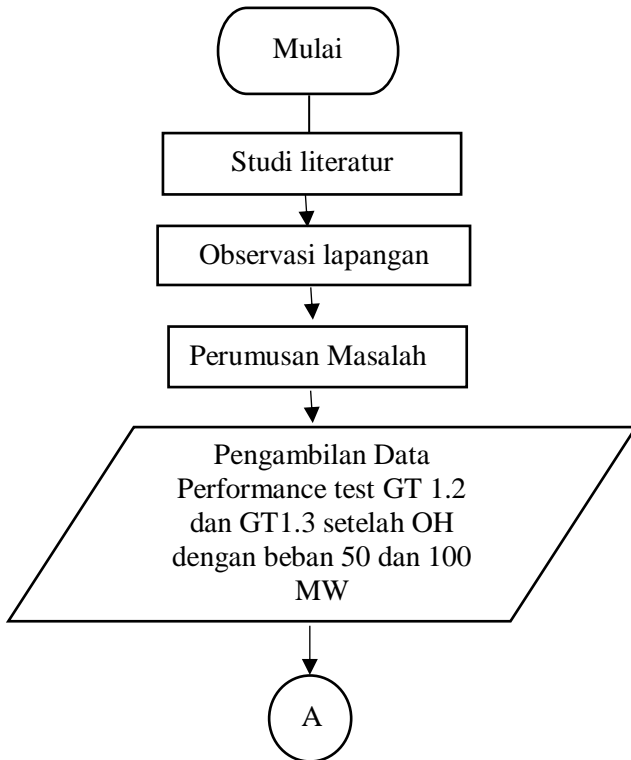 Mulai
Studi literatur
Observasi lapangan
Perumusan Masalah
Pengambilan Data
Performance test GT 1.2
dan GT1.3 setelah OH
dengan beban 50 dan 100
MW
A